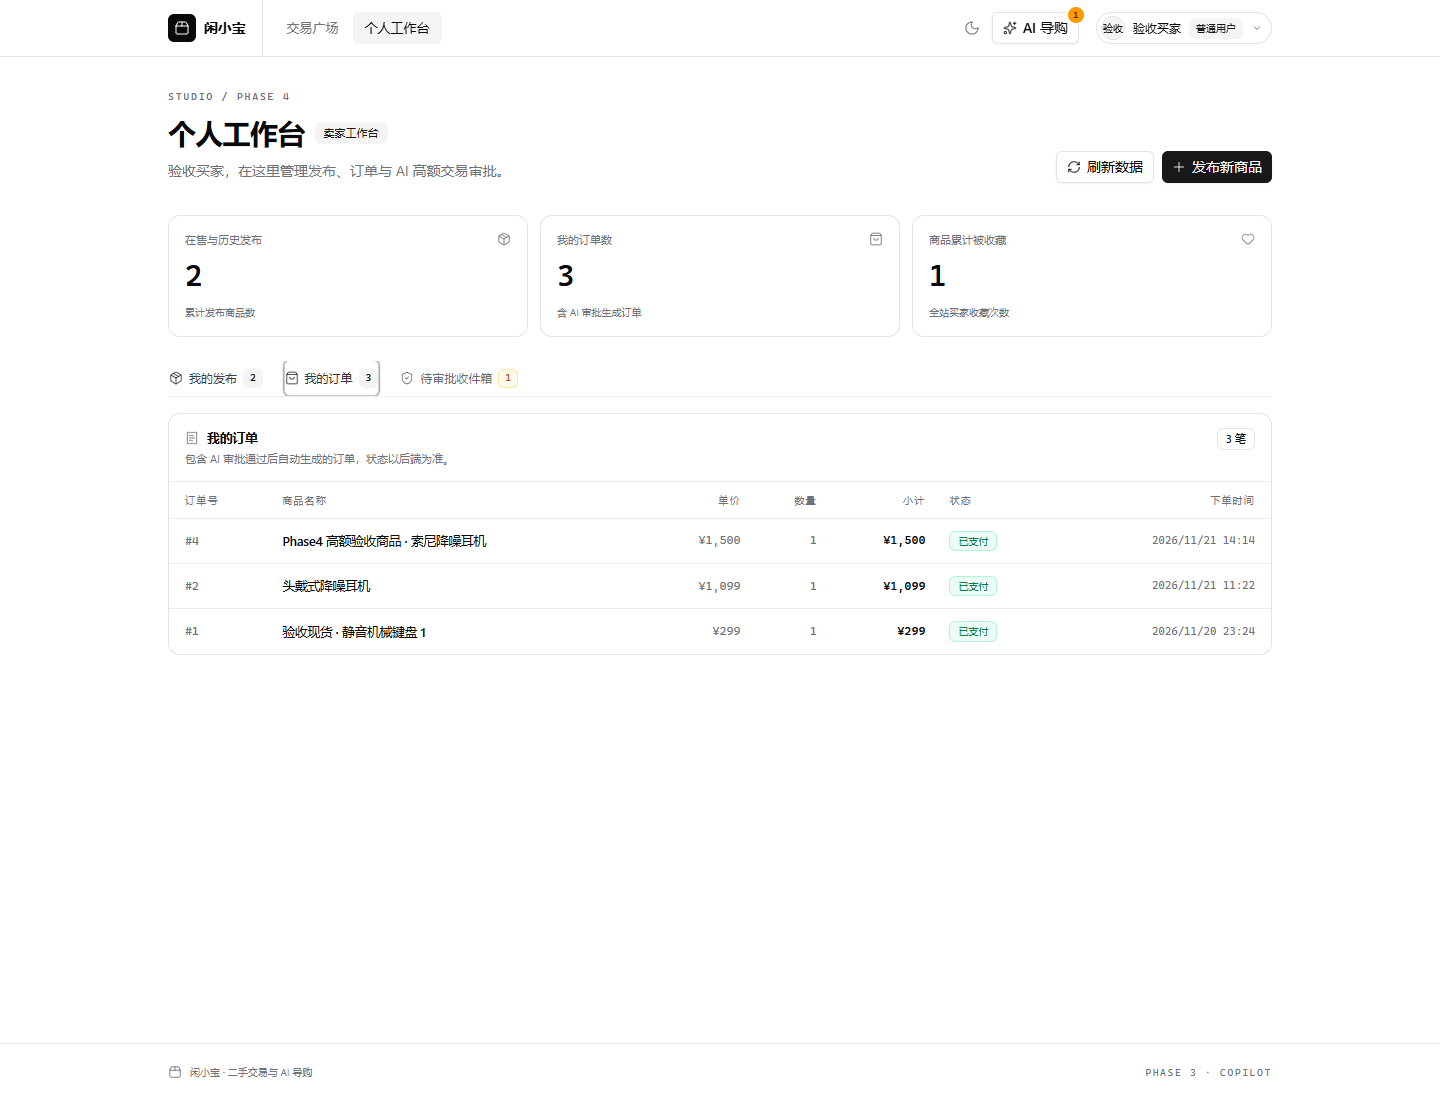 闲小宝 交易广场 个人工作台 AI 导购 1 验收 验收买家 普通用户
STUDIO / PHASE 4
个人工作台 卖家工作台
验收买家，在这里管理发布、订单与 AI 高额交易审批。
刷新数据 发布新商品
在售与历史发布
2
累计发布商品数
我的订单数
3
含 AI 审批生成订单
商品累计被收藏
1
全站买家收藏次数
我的发布 2 我的订单 3 待审批收件箱 1
我的订单 3 笔
包含 AI 审批通过后自动生成的订单，状态以后端为准。
订单号 商品名称 单价 数量 小计 状态 下单时间
#4 Phase4 高额验收商品 · 索尼降噪耳机 ¥1,500 1 ¥1,500 已支付 2026/11/21 14:14
#2 头戴式降噪耳机 ¥1,099 1 ¥1,099 已支付 2026/11/21 11:22
#1 验收现货 · 静音机械键盘 1 ¥299 1 ¥299 已支付 2026/11/20 23:24
闲小宝 · 二手交易与 AI 导购 PHASE 3 · COPILOT